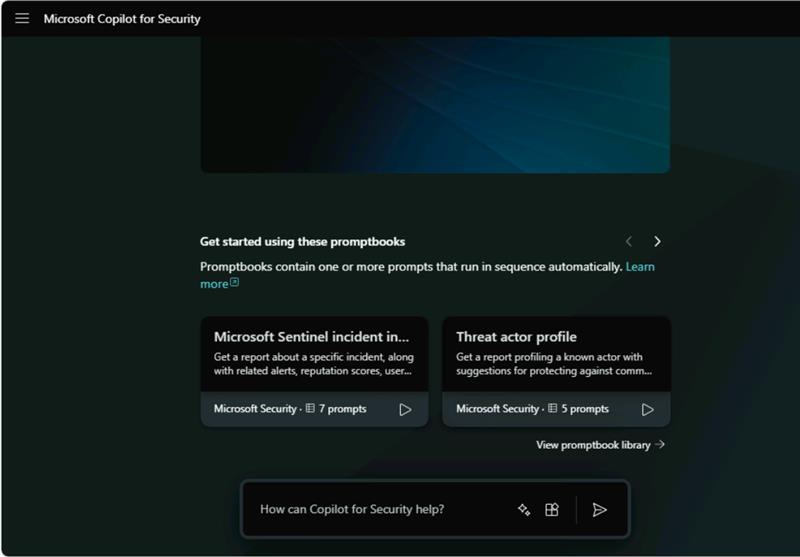 Microsoft Copilot for Security
Get started using these promptbooks
Promptbooks contain one or more prompts that run in sequence automatically. Learn
more
Microsoft Sentinel incident in...
Get a report about a specific incident, along
with related alerts, reputation scores, user...
Microsoft Security · 7 prompts
Threat actor profile
Get a report profiling a known actor with
suggestions for protecting against comm...
Microsoft Security · 5 prompts
View promptbook library
How can Copilot for Security help?